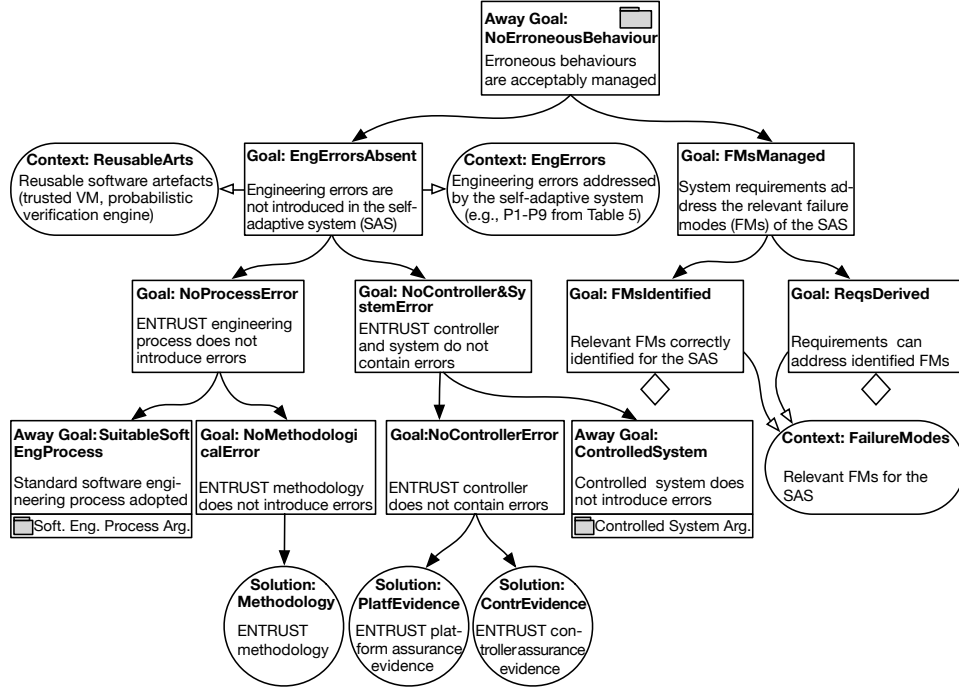 Away Goal:
NoErroneousBehaviour
Erroneous behaviours
are acceptably managed
Context: ReusableArts
Reusable software artefacts
(trusted VM, probabilistic
verification engine)
Goal: EngErrorsAbsent
Engineering errors are
not introduced in the self-
adaptive system (SAS)
Context: EngErrors
Engineering errors addressed
by the self-adaptive system
(e.g., P1-P9 from Table 5)
Goal: FMsManaged
System requirements ad-
dress the relevant failure
modes (FMs) of the SAS
Goal: NoProcessError
ENTRUST engineering
process does not
introduce errors
Goal: NoController&Sy
stemError
ENTRUST controller
and system do not
contain errors
Goal: FMsIdentified
Relevant FMs correctly
identified for the SAS
Goal: ReqsDerived
Requirements can
address identified FMs
Away Goal:SuitableSoft
EngProcess
Standard software engi-
neering process adopted
Soft. Eng. Process Arg.
Goal: NoMethodologi
calError
ENTRUST methodology
does not introduce errors
Goal:NoControllerError
ENTRUST controller
does not contain errors
Away Goal:
ControlledSystem
Controlled system does
not introduce errors
Controlled System Arg.
Context: FailureModes
Relevant FMs for the
SAS
Solution:
Methodology
ENTRUST
methodology
Solution:
PlatfEvidence
ENTRUST plat-
form assurance
evidence
Solution:
ContrEvidence
ENTRUST con-
trollerassurance
evidence